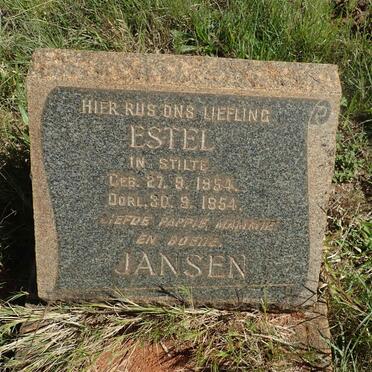 HIER RUS ONS LIEFLING
ESTEL
IN STILTE
GEB. 27. 9. 1954.
OORL. 30. 9. 1954.
LIEFDE PAPPIE, MAMMIE
EN BOETIE.
JANSEN